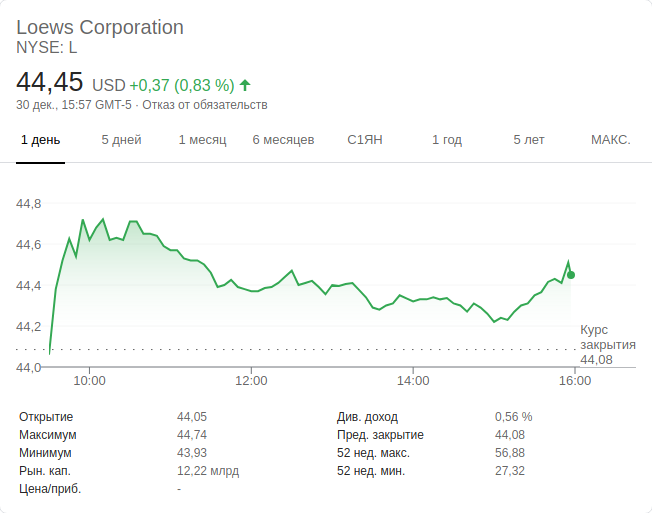 Loews Corporation
NYSE: L
44,45 USD +0,37 (0,83 %)
30 дек., 15:57 GMT-5 · Отказ от обязательств
1 день 5 дней 1 месяц 6 месяцев С1ЯН 1 год 5 лет МАКС.
44,8
44,6
44,4
44,2
44,0
Курс
закрытия
44,08
10:00 12:00 14:00 16:00
Открытие 44,05 Див. доход 0,56 %
Максимум 44,74 Пред. закрытие 44,08
Минимум 43,93 52 нед. макс. 56,88
Рын. кап. 12,22 млрд 52 нед. мин. 27,32
Цена/приб. -